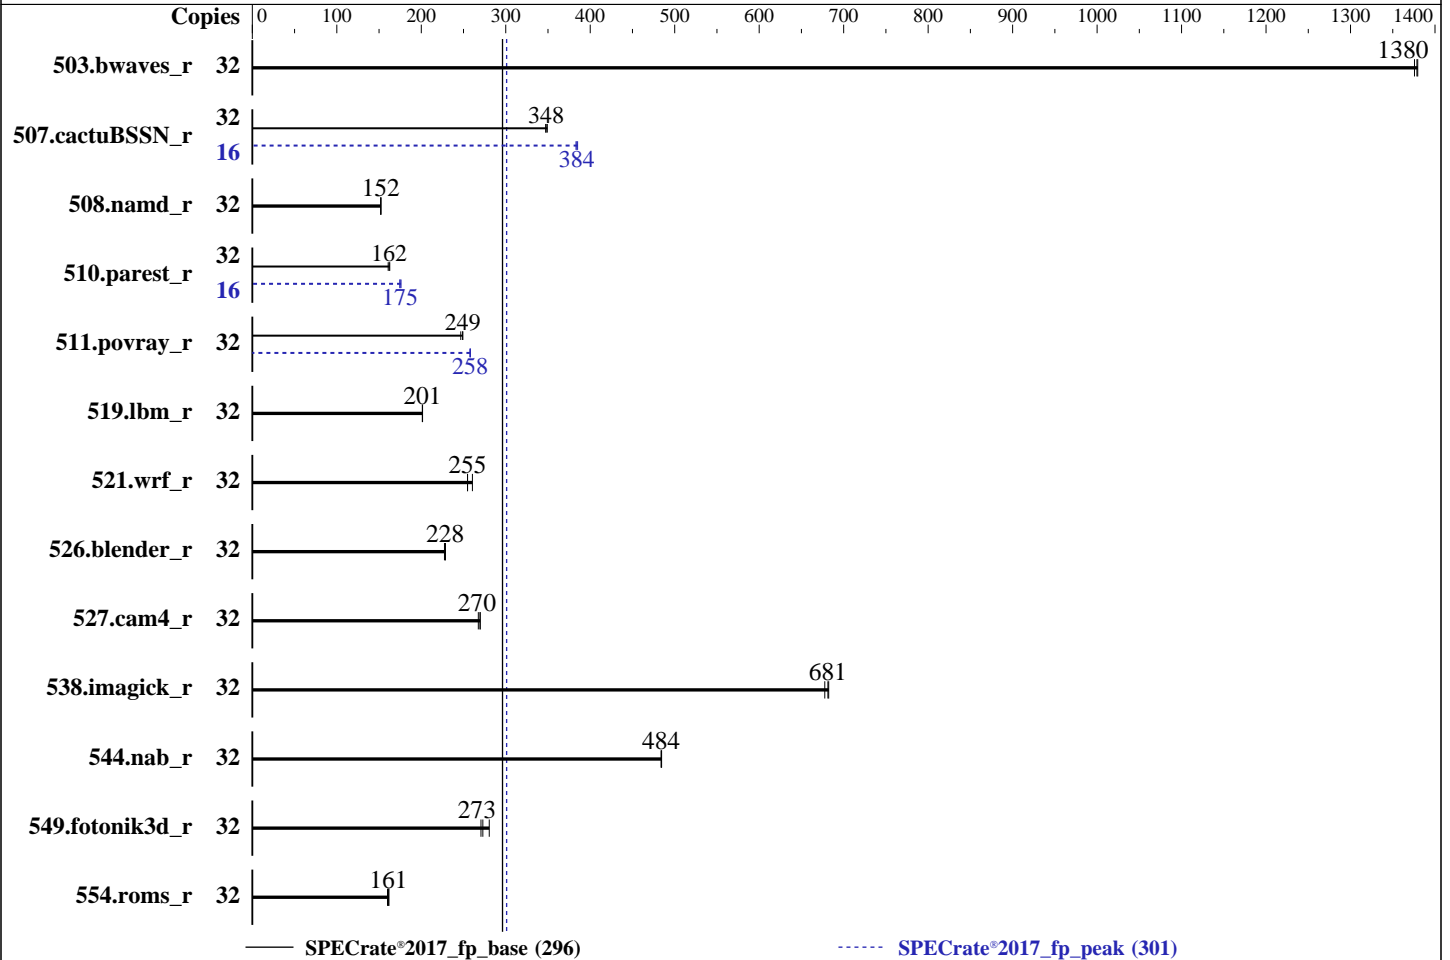 Copies 0 100 200 300 400 500 600 700 800 900 1000 1100 1200 1300 1400
503.bwaves_r 32 1380
507.cactuBSSN_r 32 348
16 384
508.namd_r 32 152
510.parest_r 32 162
16 175
511.povray_r 32 249
258
519.lbm_r 32 201
521.wrf_r 32 255
526.blender_r 32 228
527.cam4_r 32 270
538.imagick_r 32 681
544.nab_r 32 484
549.fotonik3d_r 32 273
554.roms_r 32 161
SPECrate®2017_fp_base (296) SPECrate®2017_fp_peak (301)